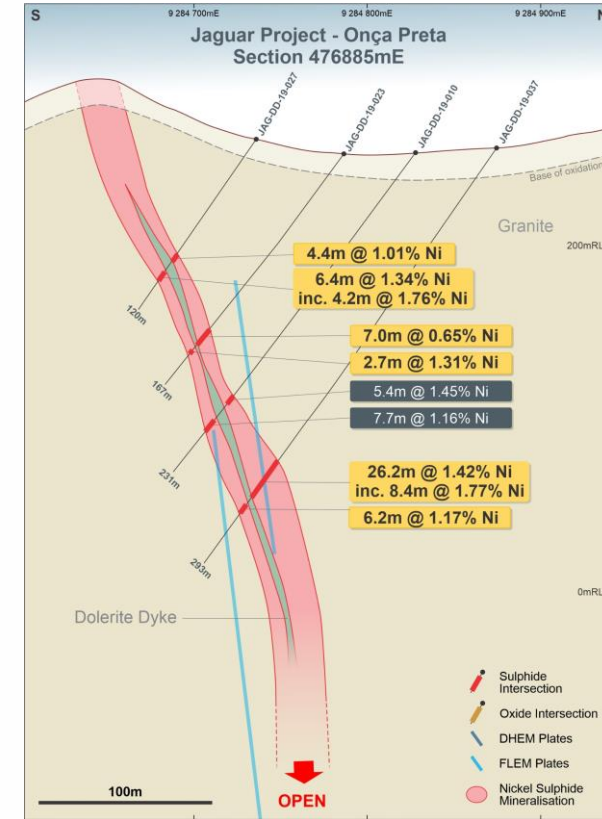 S
9 284 700mE
9 284 800mE
9 284 900mE
N
Jaguar Project - Onça Preta
Section 476885mE
JAG-DD-19-027
JAG-DD-19-023
JAG-DD-19-010
JAG-DD-19-037
Base of oxidation
Granite
200mRL
4.4m @ 1.01% Ni
6.4m @ 1.34% Ni
inc. 4.2m @ 1.76% Ni
120m
7.0m @ 0.65% Ni
2.7m @ 1.31% Ni
167m
5.4m @ 1.45% Ni
7.7m @ 1.16% Ni
231m
26.2m @ 1.42% Ni
inc. 8.4m @ 1.77% Ni
6.2m @ 1.17% Ni
293m
0mRL
Dolerite Dyke
Sulphide
Intersection
Oxide Intersection
DHEM Plates
FLEM Plates
Nickel Sulphide
Mineralisation
100m
OPEN